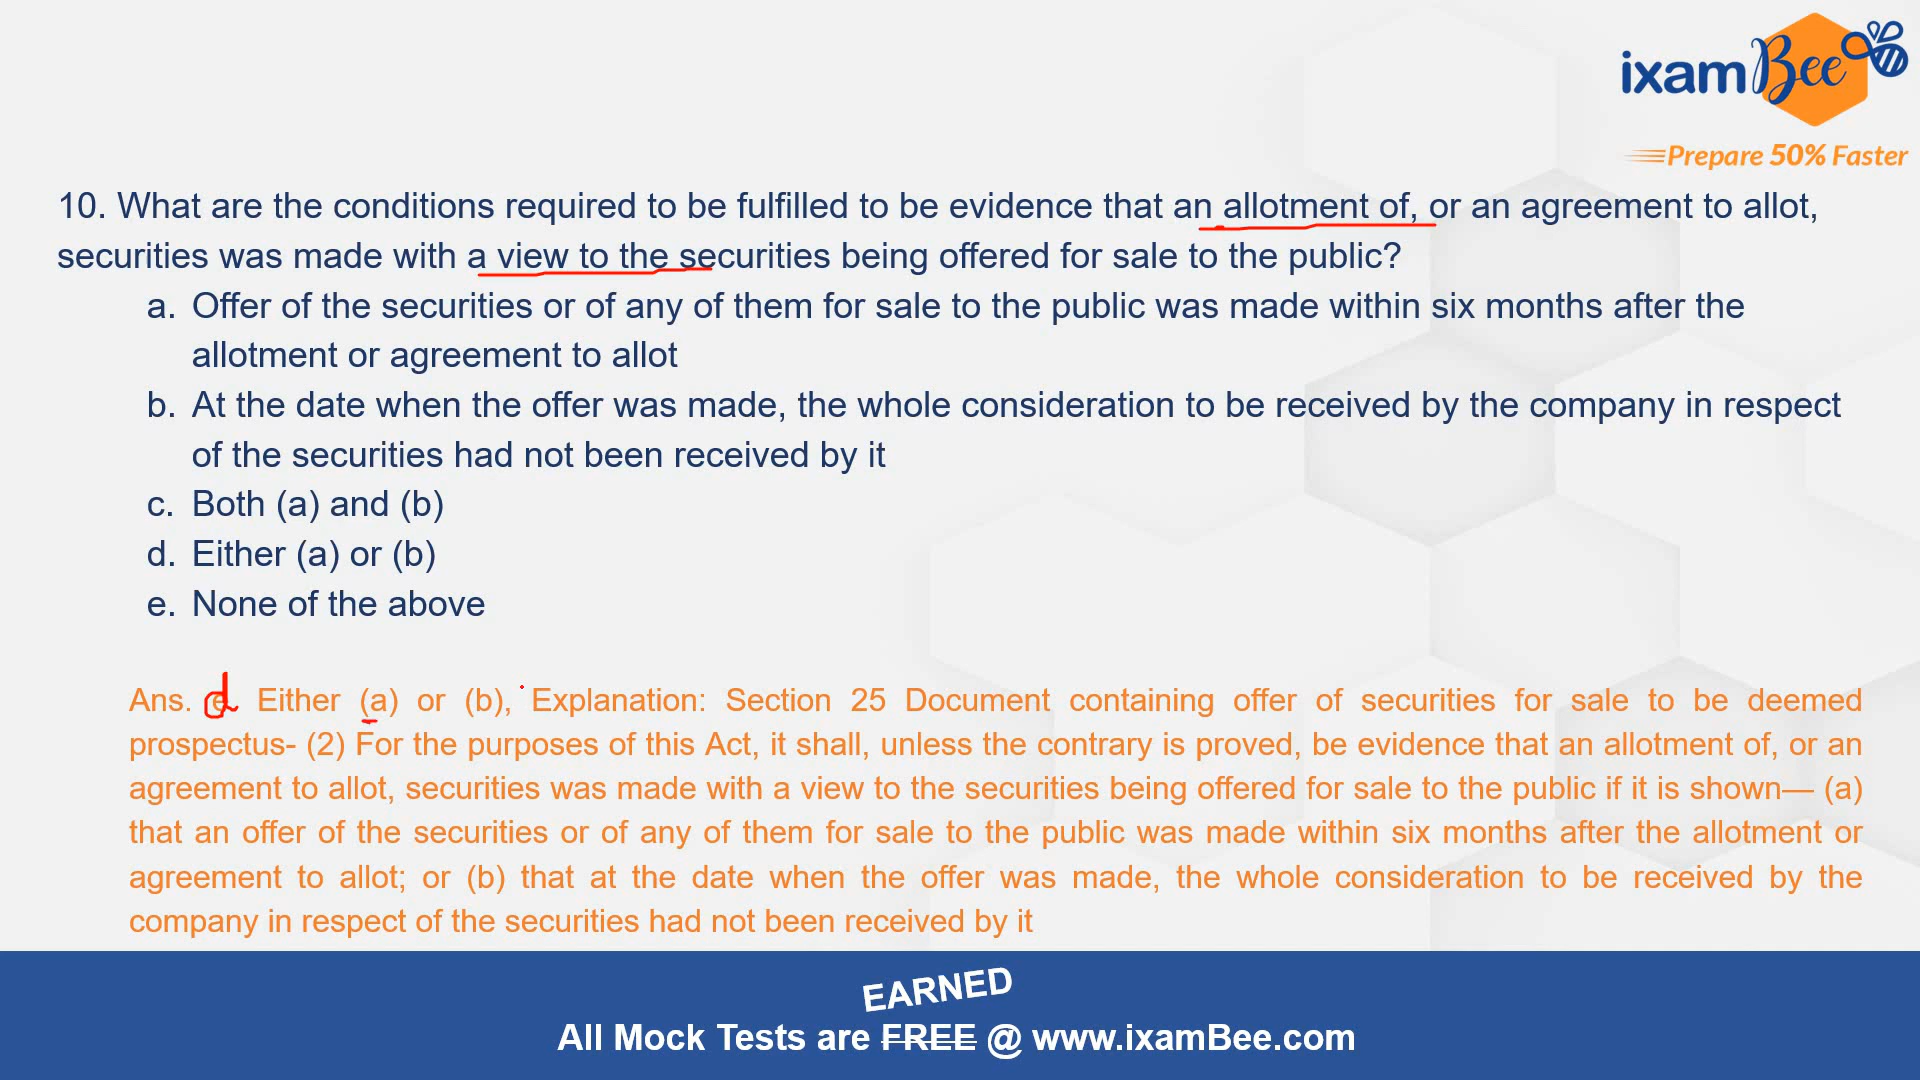 ixamBee
Prepare 50% Faster
10. What are the conditions required to be fulfilled to be evidence that an allotment of, or an agreement to allot,
securities was made with a view to the securities being offered for sale to the public?
a. Offer of the securities or of any of them for sale to the public was made within six months after the
allotment or agreement to allot
b. At the date when the offer was made, the whole consideration to be received by the company in respect
of the securities had not been received by it
c. Both (a) and (b)
d. Either (a) or (b)
e. None of the above
Ans. d Either (a) or (b), Explanation: Section 25 Document containing offer of securities for sale to be deemed
prospectus- (2) For the purposes of this Act, it shall, unless the contrary is proved, be evidence that an allotment of, or an
agreement to allot, securities was made with a view to the securities being offered for sale to the public if it is shown— (a)
that an offer of the securities or of any of them for sale to the public was made within six months after the allotment or
agreement to allot; or (b) that at the date when the offer was made, the whole consideration to be received by the
company in respect of the securities had not been received by it
EARNED
All Mock Tests are FREE @ www.ixamBee.com